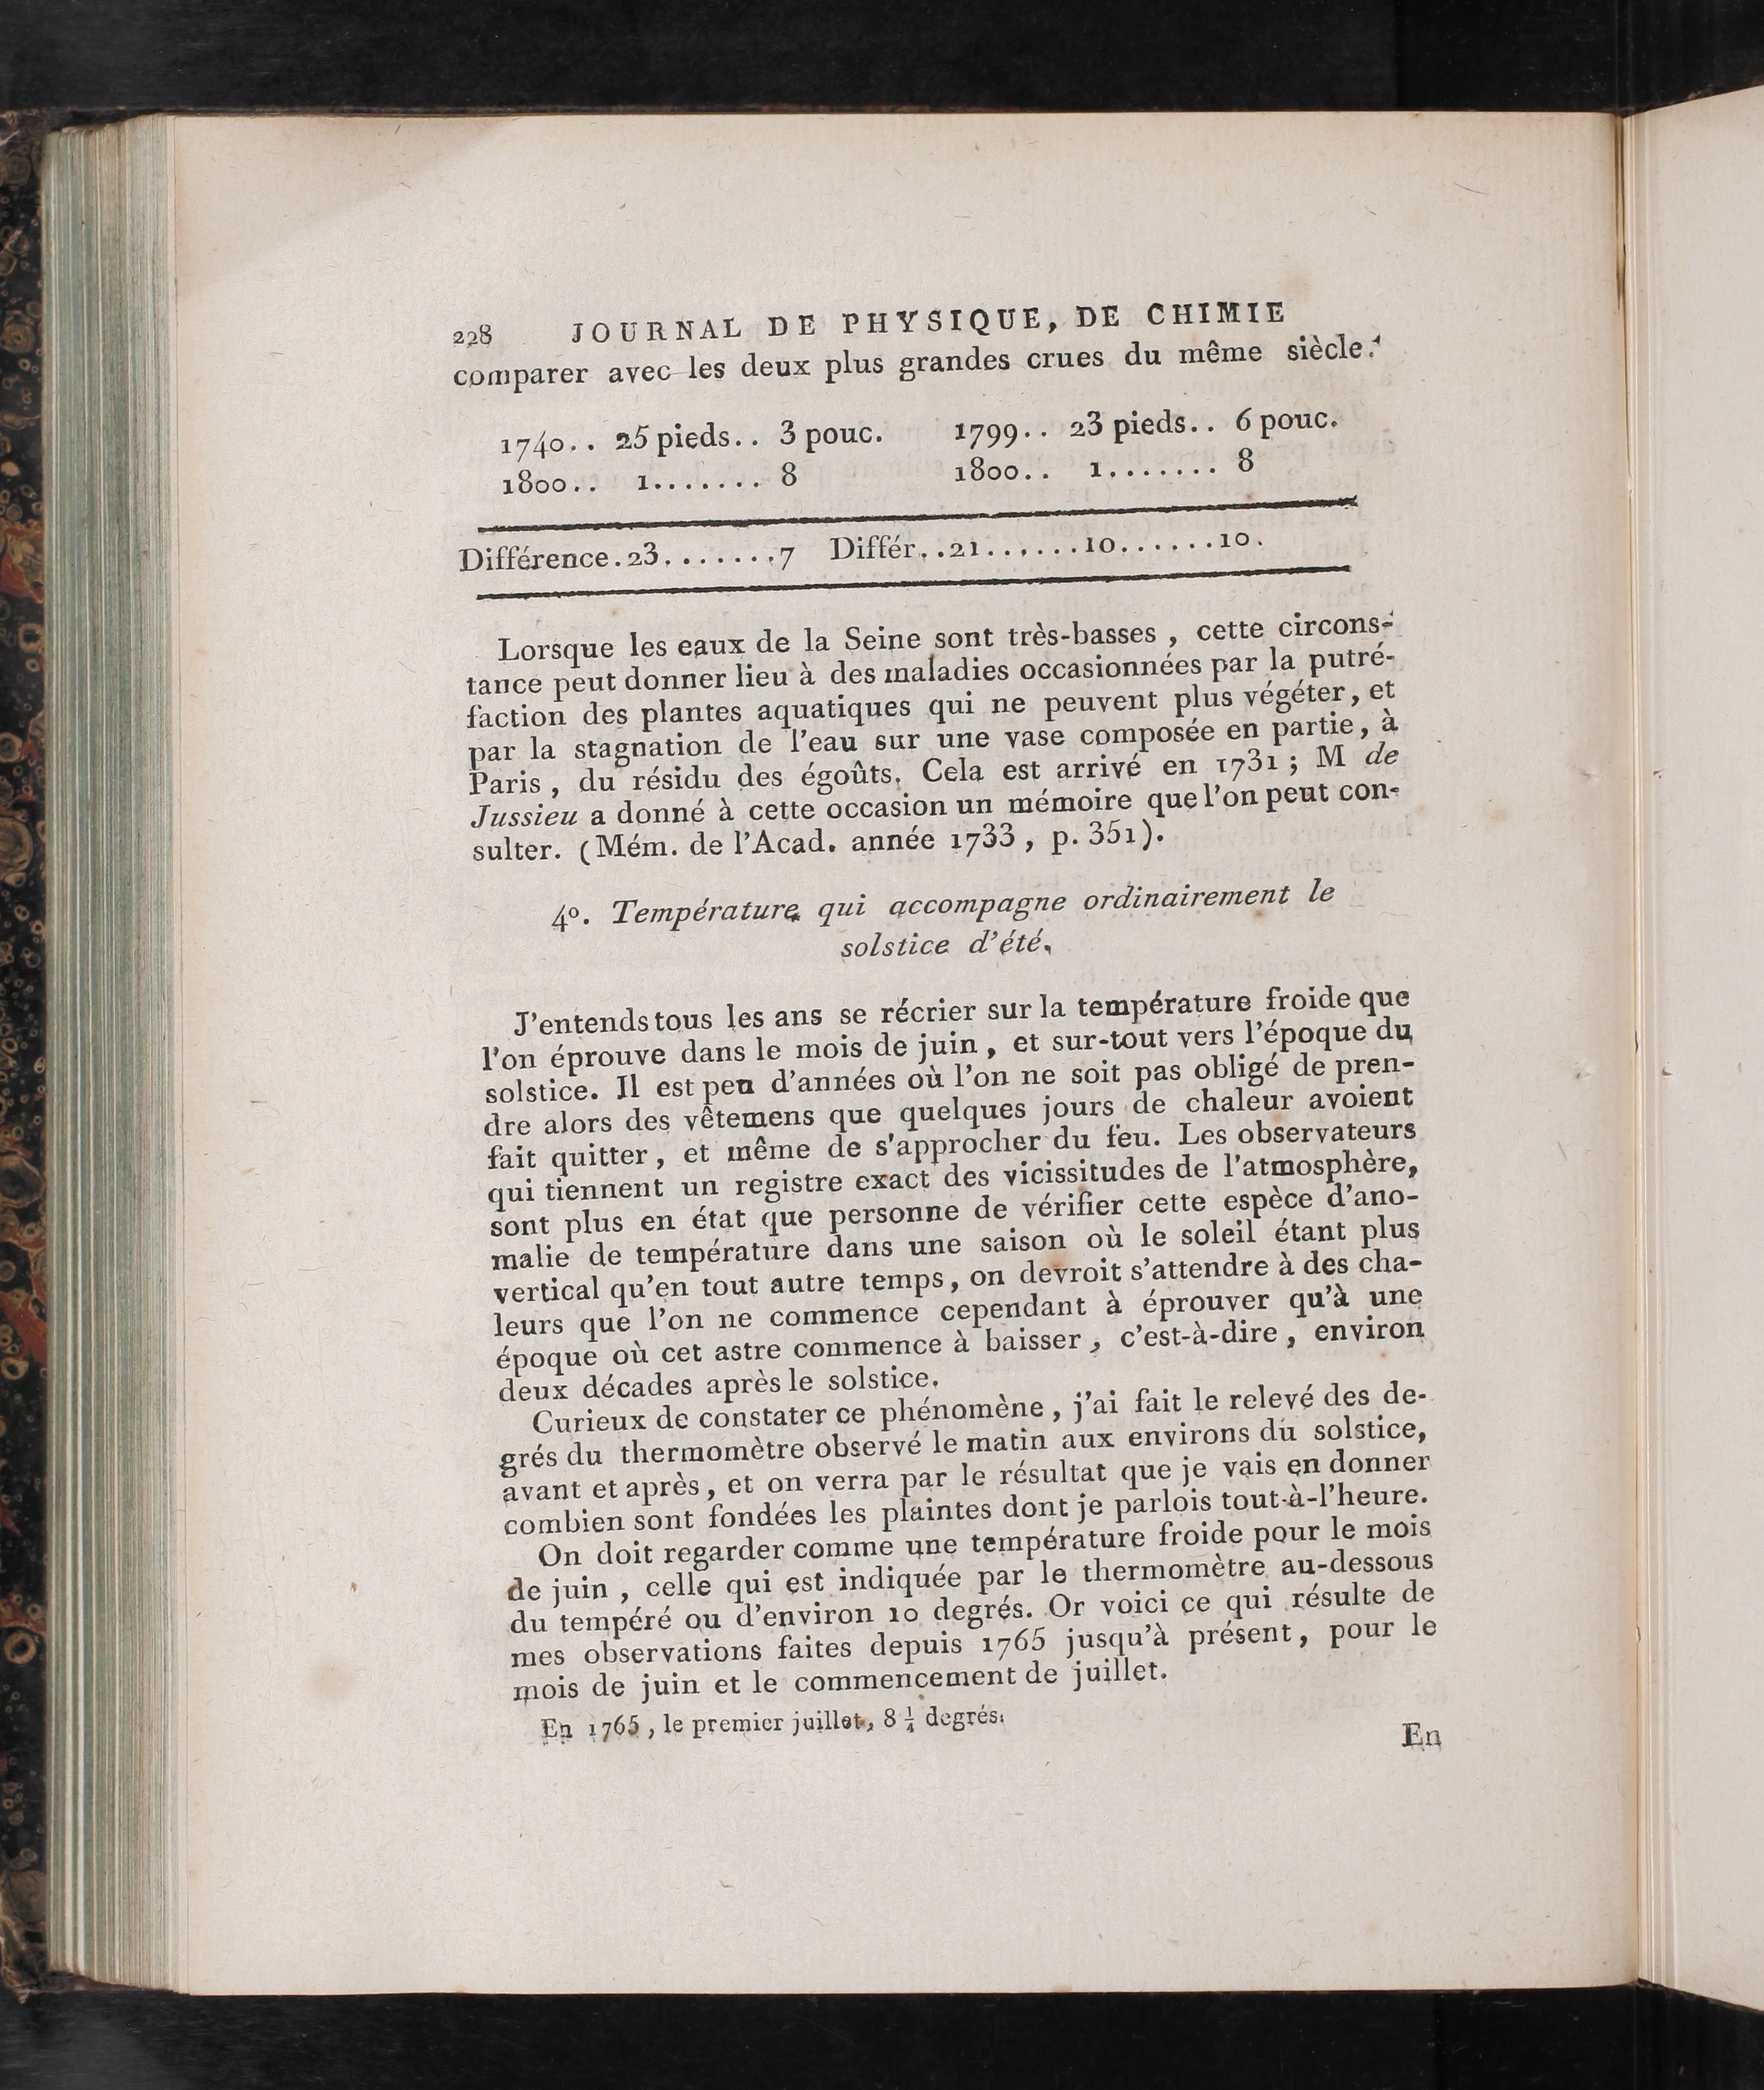 228 JOURNAL DE PHYSIQUE, DE CHIMIE
comparer avec les deux plus grandes crues du même siècle.
1740.. 25 pieds.. 3 pouc. 1799.. 23 pieds.. 6 pouc.
1800.. 1....... 8 1800.. 1....... 8
Différence. 23.......7 Différ..21......10......10.
Lorsque les eaux de la Seine sont très-basses, cette circons-
tance peut donner lieu à des maladies occasionnées par la putré-
faction des plantes aquatiques qui ne peuvent plus végéter, et
par la stagnation de l'eau sur une vase composée en partie, à
Paris, du résidu des égoûts. Cela est arrivé en 1731; M de
Jussieu a donné à cette occasion un mémoire que l'on peut con-
sulter. (Mém. de l'Acad. année 1733, p. 351).
4º. Température qui accompagne ordinairement le
solstice d'été.
J'entends tous les ans se récrier sur la température froide que
l'on éprouve dans le mois de juin, et sur-tout vers l'époque du
solstice. Il est peu d'années où l'on ne soit pas obligé de pren-
dre alors des vêtemens que quelques jours de chaleur avoient
fait quitter, et même de s'approcher du feu. Les observateurs
qui tiennent un registre exact des vicissitudes de l'atmosphère,
sont plus en état que personne de vérifier cette espèce d'ano-
malie de température dans une saison où le soleil étant plus
vertical qu'en tout autre temps, on devroit s'attendre à des cha-
leurs que l'on ne commence cependant à éprouver qu'à une
époque où cet astre commence à baisser, c'est-à-dire, environ
deux décades après le solstice.
Curieux de constater ce phénomène, j'ai fait le relevé des de-
grés du thermomètre observé le matin aux environs du solstice,
avant et après, et on verra par le résultat que je vais en donner
combien sont fondées les plaintes dont je parlois tout-à-l'heure.
On doit regarder comme une température froide pour le mois
de juin, celle qui est indiquée par le thermomètre au-dessous
du tempéré ou d'environ 10 degrés. Or voici ce qui résulte de
mes observations faites depuis 1765 jusqu'à présent, pour le
mois de juin et le commencement de juillet.
En 1765, le premier juillet, 8 1/4 degrés.
En